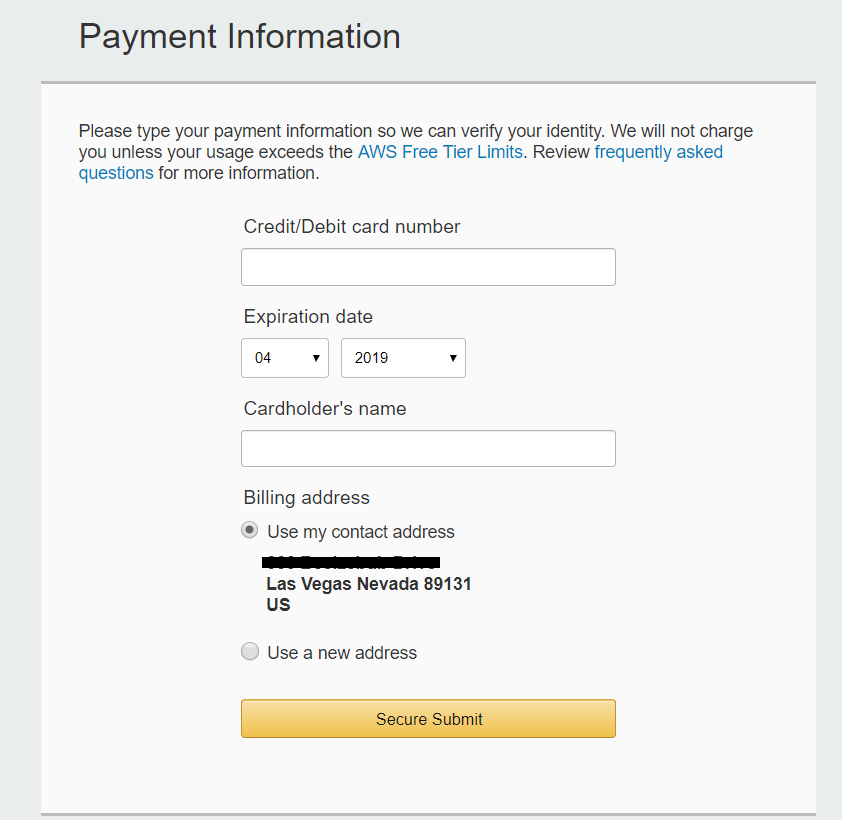 Payment Information
Please type your payment information so we can verify your identity. We will not charge
you unless your usage exceeds the AWS Free Tier Limits. Review frequently asked
questions for more information.
Credit/Debit card number
Expiration date
04 2019
Cardholder's name
Billing address
Use my contact address
Las Vegas Nevada 89131
US
Use a new address
Secure Submit